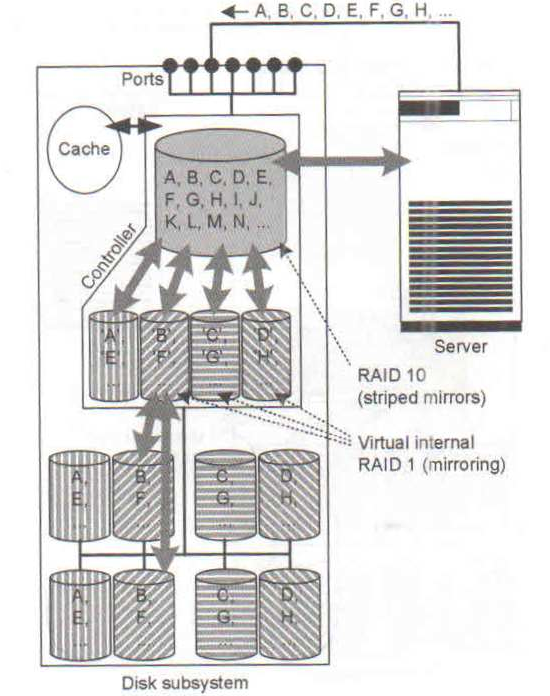 A, B, C, D, E, F, G, H, ...
Ports
Cache
A, B, C, D, E,
F, G, H, I, J,
K, L, M, N, ...
Controller
'A', B', 'C', D',
'E', 'F', 'G', H',
... ... ... ...
Server
RAID 10
(striped mirrors)
Virtual internal
RAID 1 (mirroring)
A, B, C, D,
E, F, G, H,
... ... ... ...
A, B, C, D,
E, F, G, H,
... ... ... ...
Disk subsystem